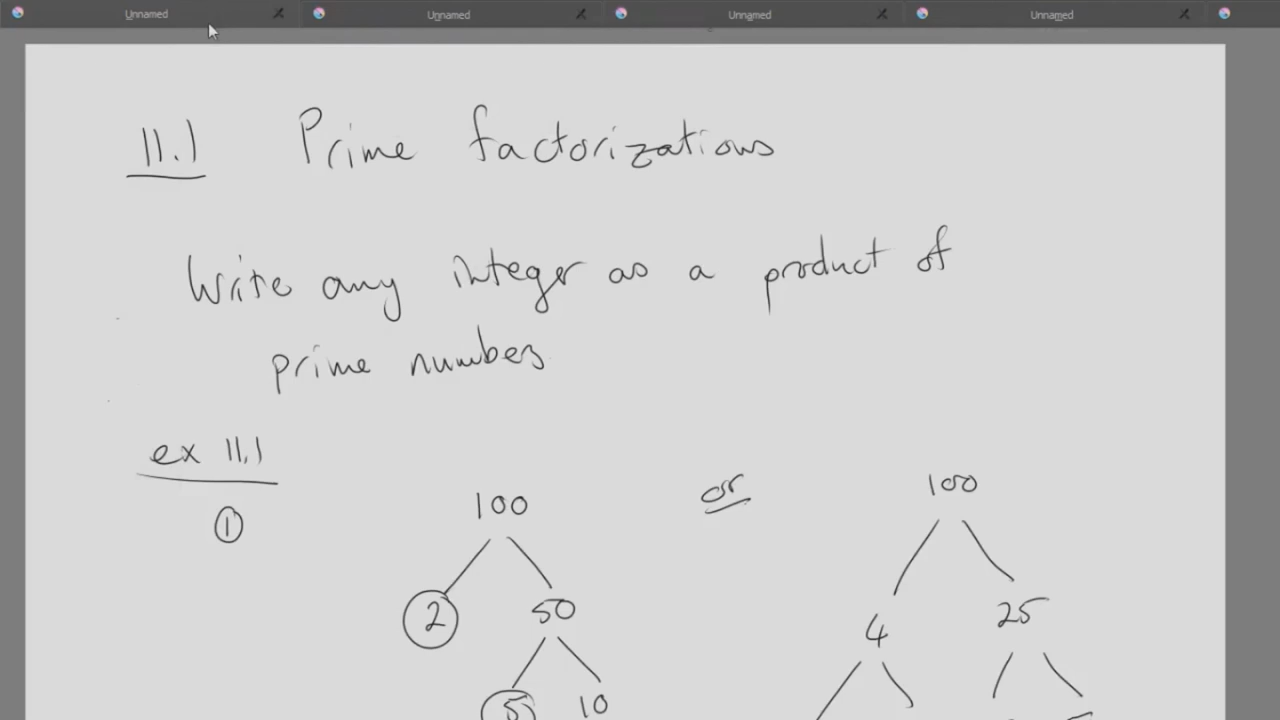 Unnamed Unnamed Unnamed Unnamed
11.1 Prime factorizations
Write any integer as a product of
prime numbers
ex 11.1
① 100 or 100
2 50 4 25
5 10